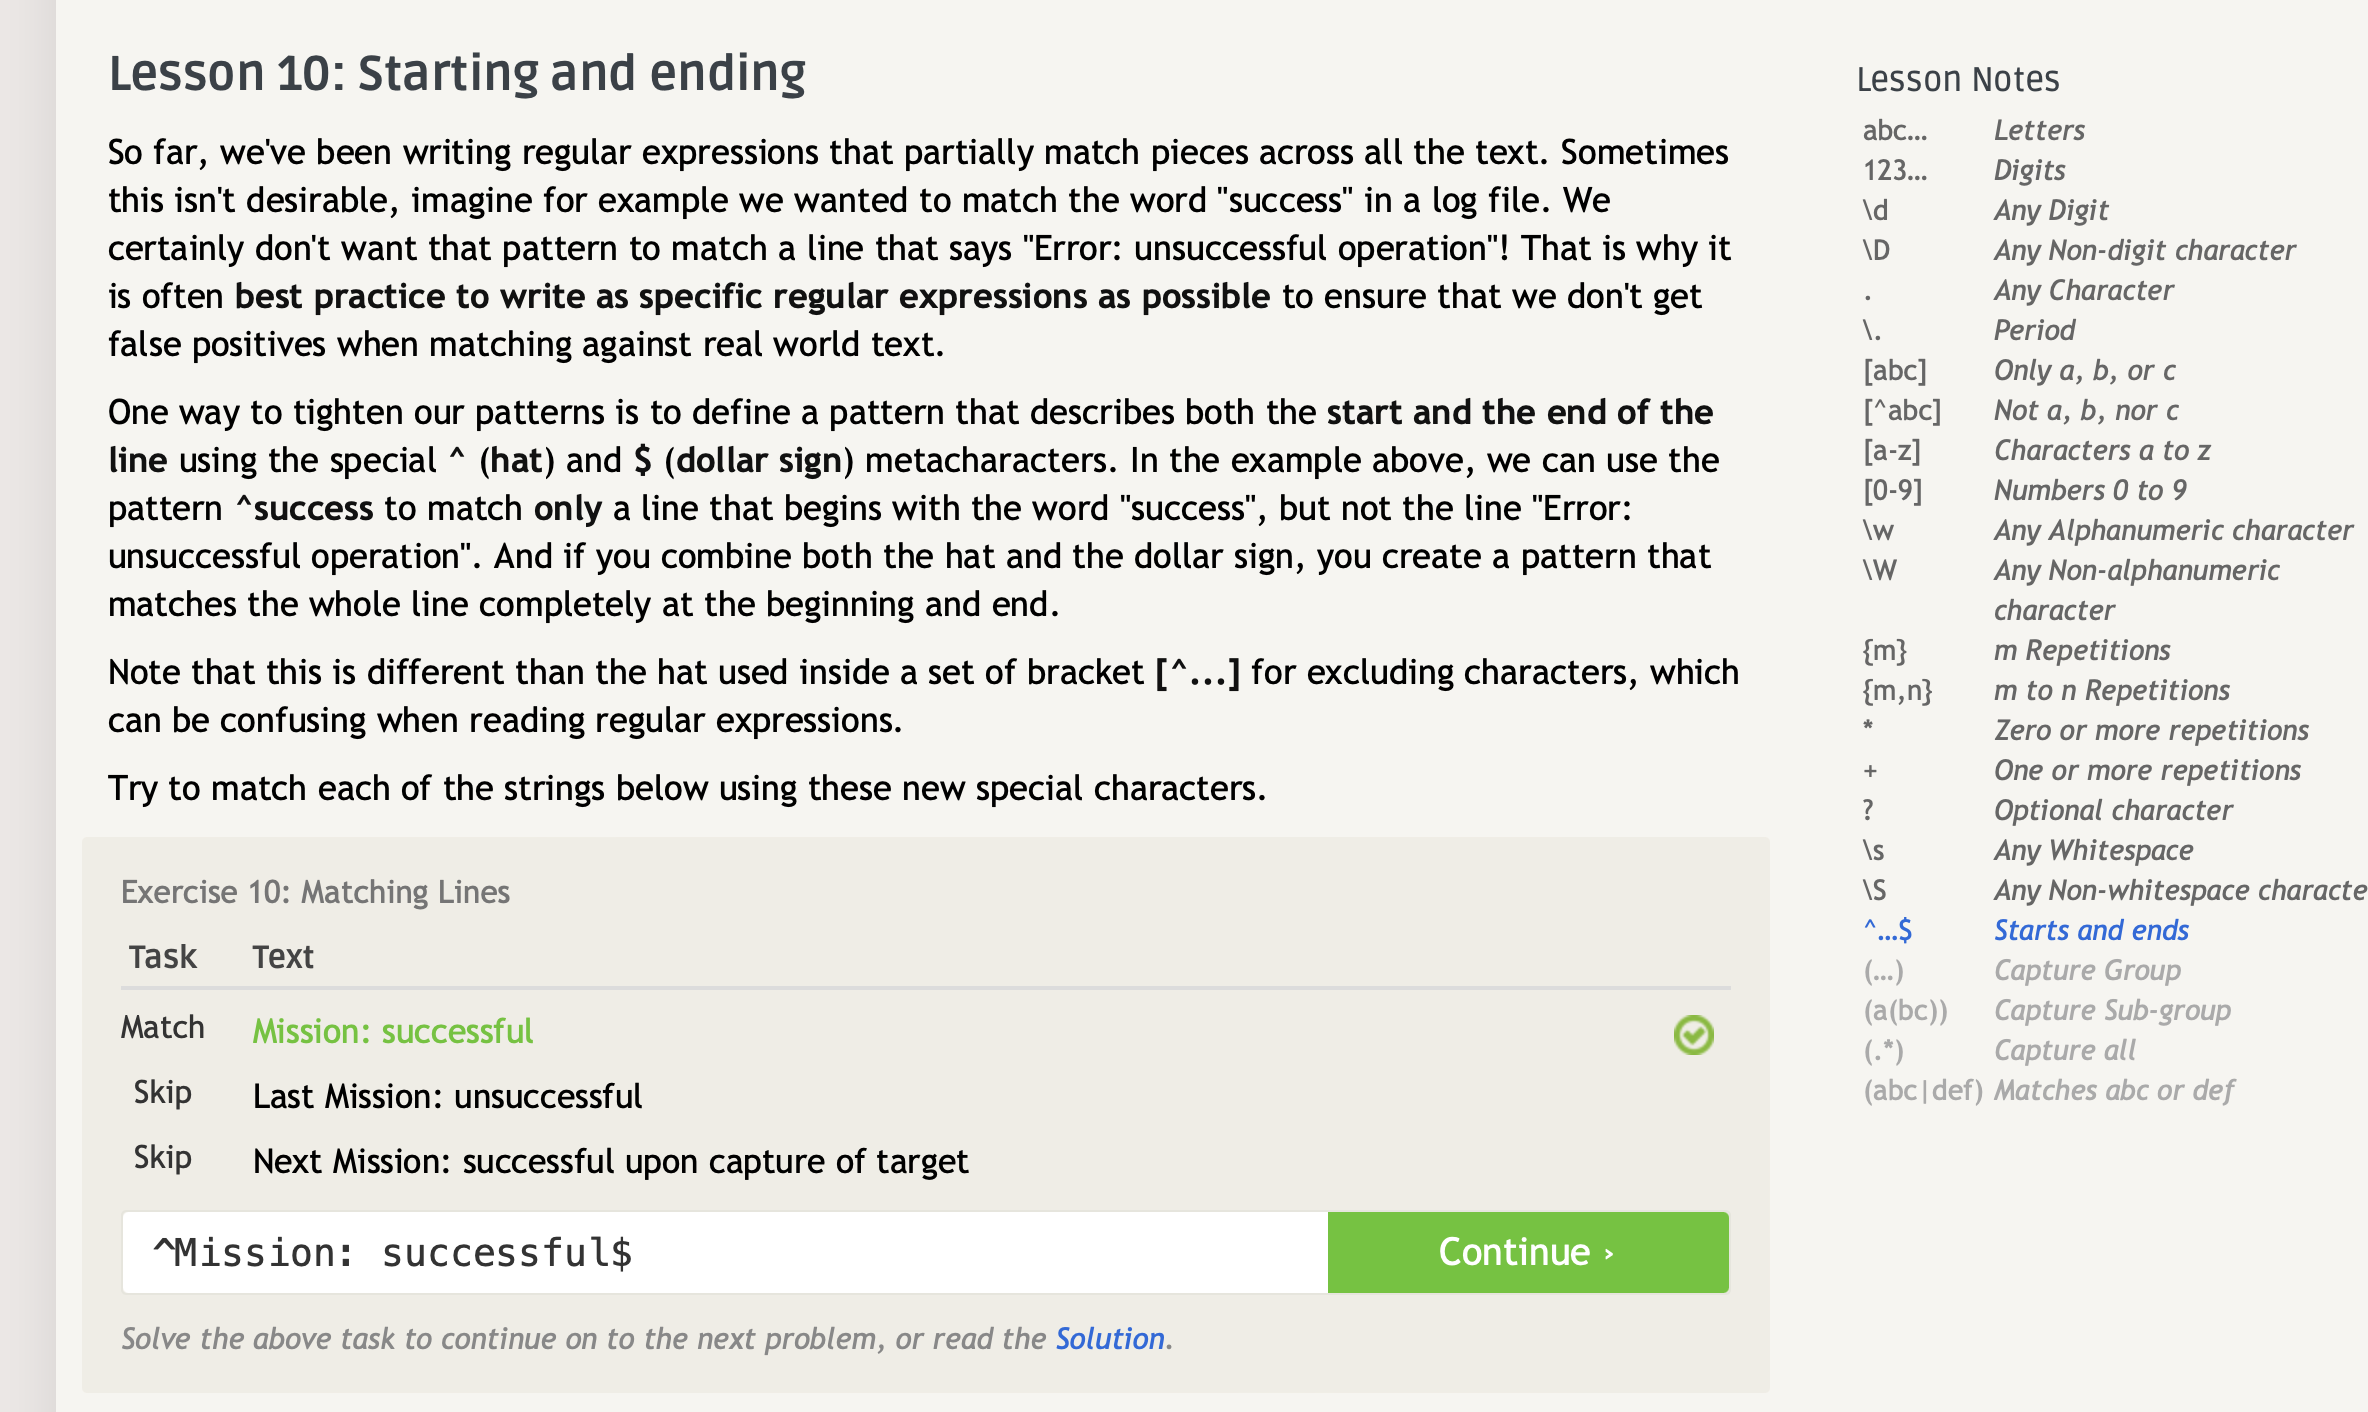 Lesson 10: Starting and ending
So far, we've been writing regular expressions that partially match pieces across all the text. Sometimes
this isn't desirable, imagine for example we wanted to match the word "success" in a log file. We
certainly don't want that pattern to match a line that says "Error: unsuccessful operation"! That is why it
is often best practice to write as specific regular expressions as possible to ensure that we don't get
false positives when matching against real world text.
One way to tighten our patterns is to define a pattern that describes both the start and the end of the
line using the special ^ (hat) and $ (dollar sign) metacharacters. In the example above, we can use the
pattern ^success to match only a line that begins with the word "success", but not the line "Error:
unsuccessful operation". And if you combine both the hat and the dollar sign, you create a pattern that
matches the whole line completely at the beginning and end.
Note that this is different than the hat used inside a set of bracket [^...] for excluding characters, which
can be confusing when reading regular expressions.
Try to match each of the strings below using these new special characters.
Exercise 10: Matching Lines
Task Text
Match Mission: successful
Skip Last Mission: unsuccessful
Skip Next Mission: successful upon capture of target
^Mission: successful$
Continue ›
Solve the above task to continue on to the next problem, or read the Solution.
Lesson Notes
abc… Letters
123… Digits
\d Any Digit
\D Any Non-digit character
. Any Character
\. Period
[abc] Only a, b, or c
[^abc] Not a, b, nor c
[a-z] Characters a to z
[0-9] Numbers 0 to 9
\w Any Alphanumeric character
\W Any Non-alphanumeric
character
{m} m Repetitions
{m,n} m to n Repetitions
* Zero or more repetitions
+ One or more repetitions
? Optional character
\s Any Whitespace
\S Any Non-whitespace characte
^…$ Starts and ends
(…) Capture Group
(a(bc)) Capture Sub-group
(.*) Capture all
(abc|def) Matches abc or def